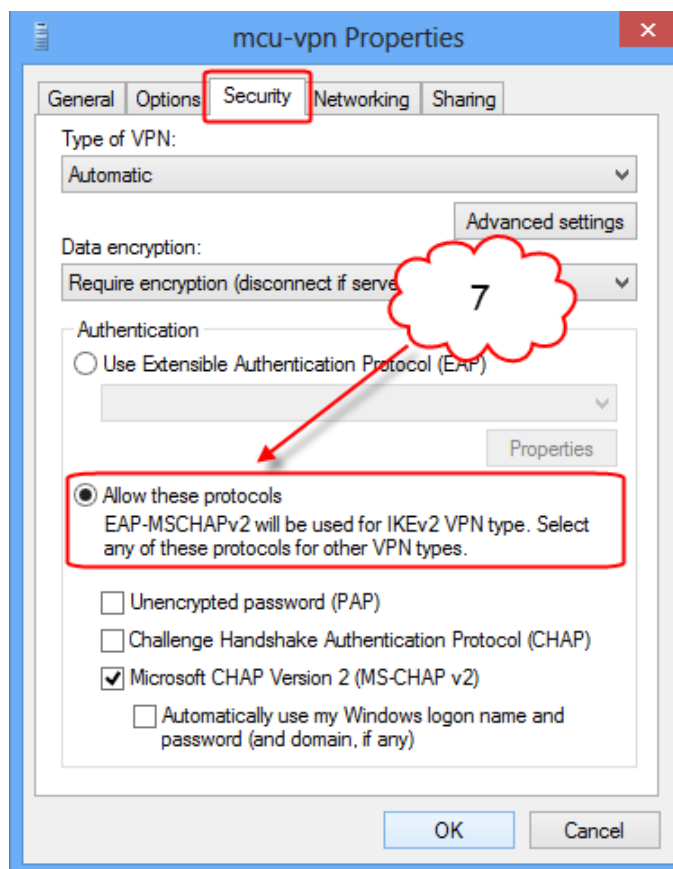 mcu-vpn Properties
General Options Security Networking Sharing
Type of VPN:
Automatic
Advanced settings
Data encryption:
Require encryption (disconnect if serve
7
Authentication
Use Extensible Authentication Protocol (EAP)
Properties
Allow these protocols
EAP-MSCHAPv2 will be used for IKEv2 VPN type. Select
any of these protocols for other VPN types.
Unencrypted password (PAP)
Challenge Handshake Authentication Protocol (CHAP)
Microsoft CHAP Version 2 (MS-CHAP v2)
Automatically use my Windows logon name and
password (and domain, if any)
OK Cancel